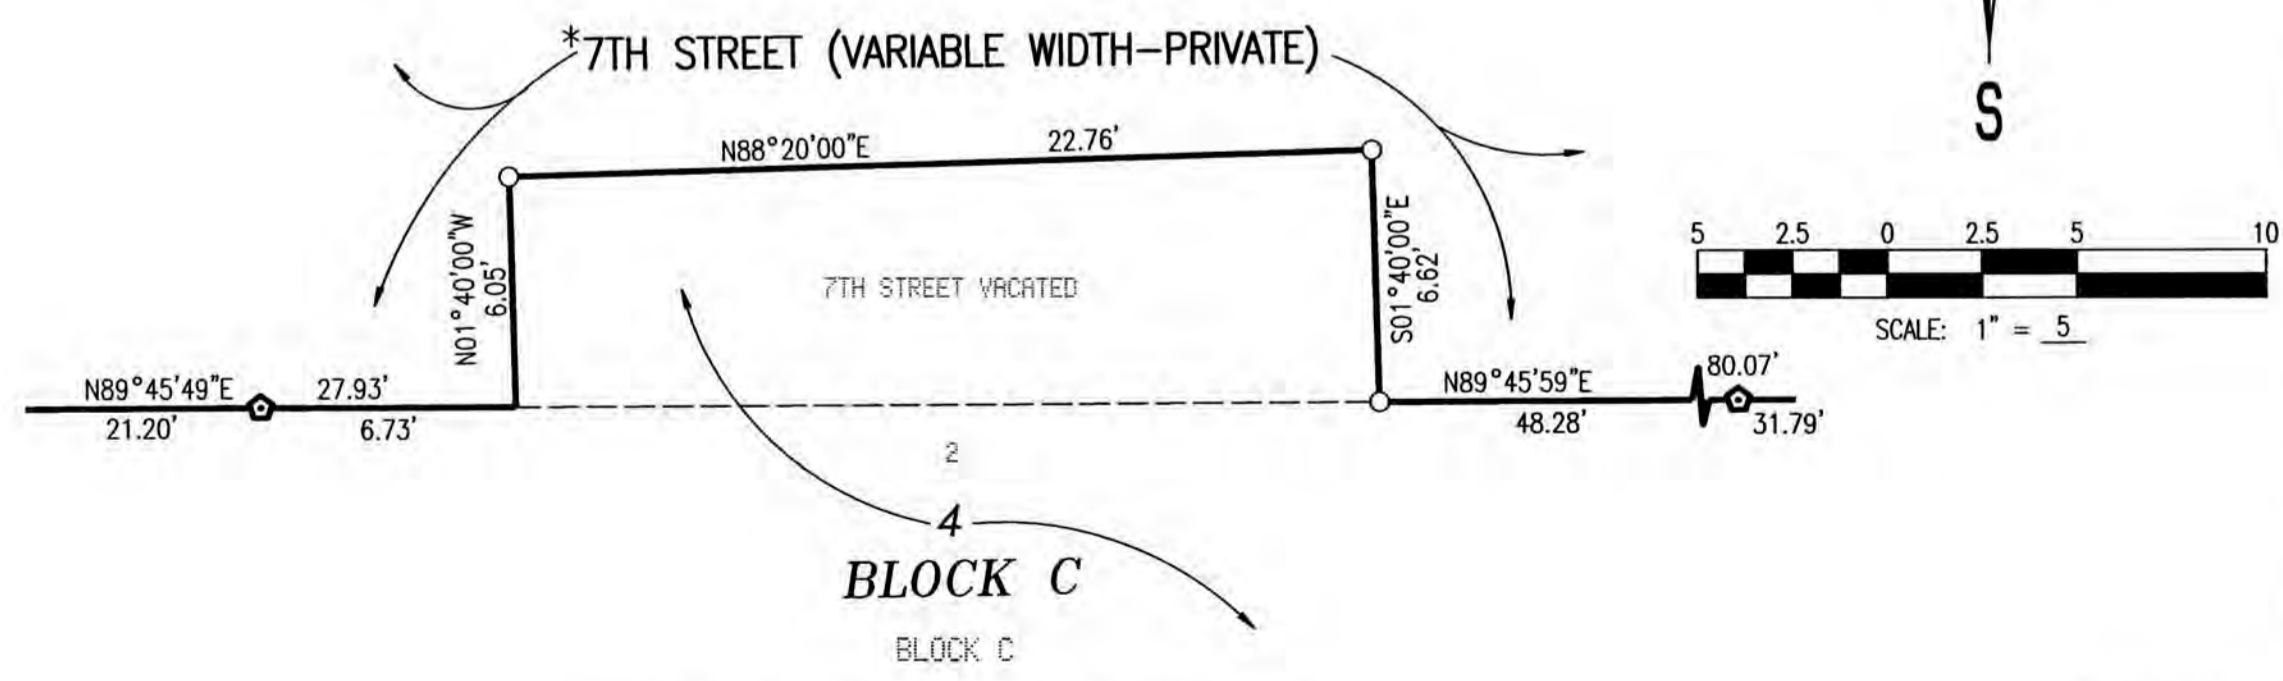 *7TH STREET (VARIABLE WIDTH-PRIVATE)
S
N88°20'00"E 22.76'
N01°40'00"W
6.05'
S01°40'00"E
6.62'
7TH STREET VACATED
5 2.5 0 2.5 5 10
SCALE: 1" = 5
N89°45'49"E 27.93'
21.20' 6.73'
N89°45'59"E 80.07'
48.28' 31.79'
2
4
BLOCK C
BLOCK C